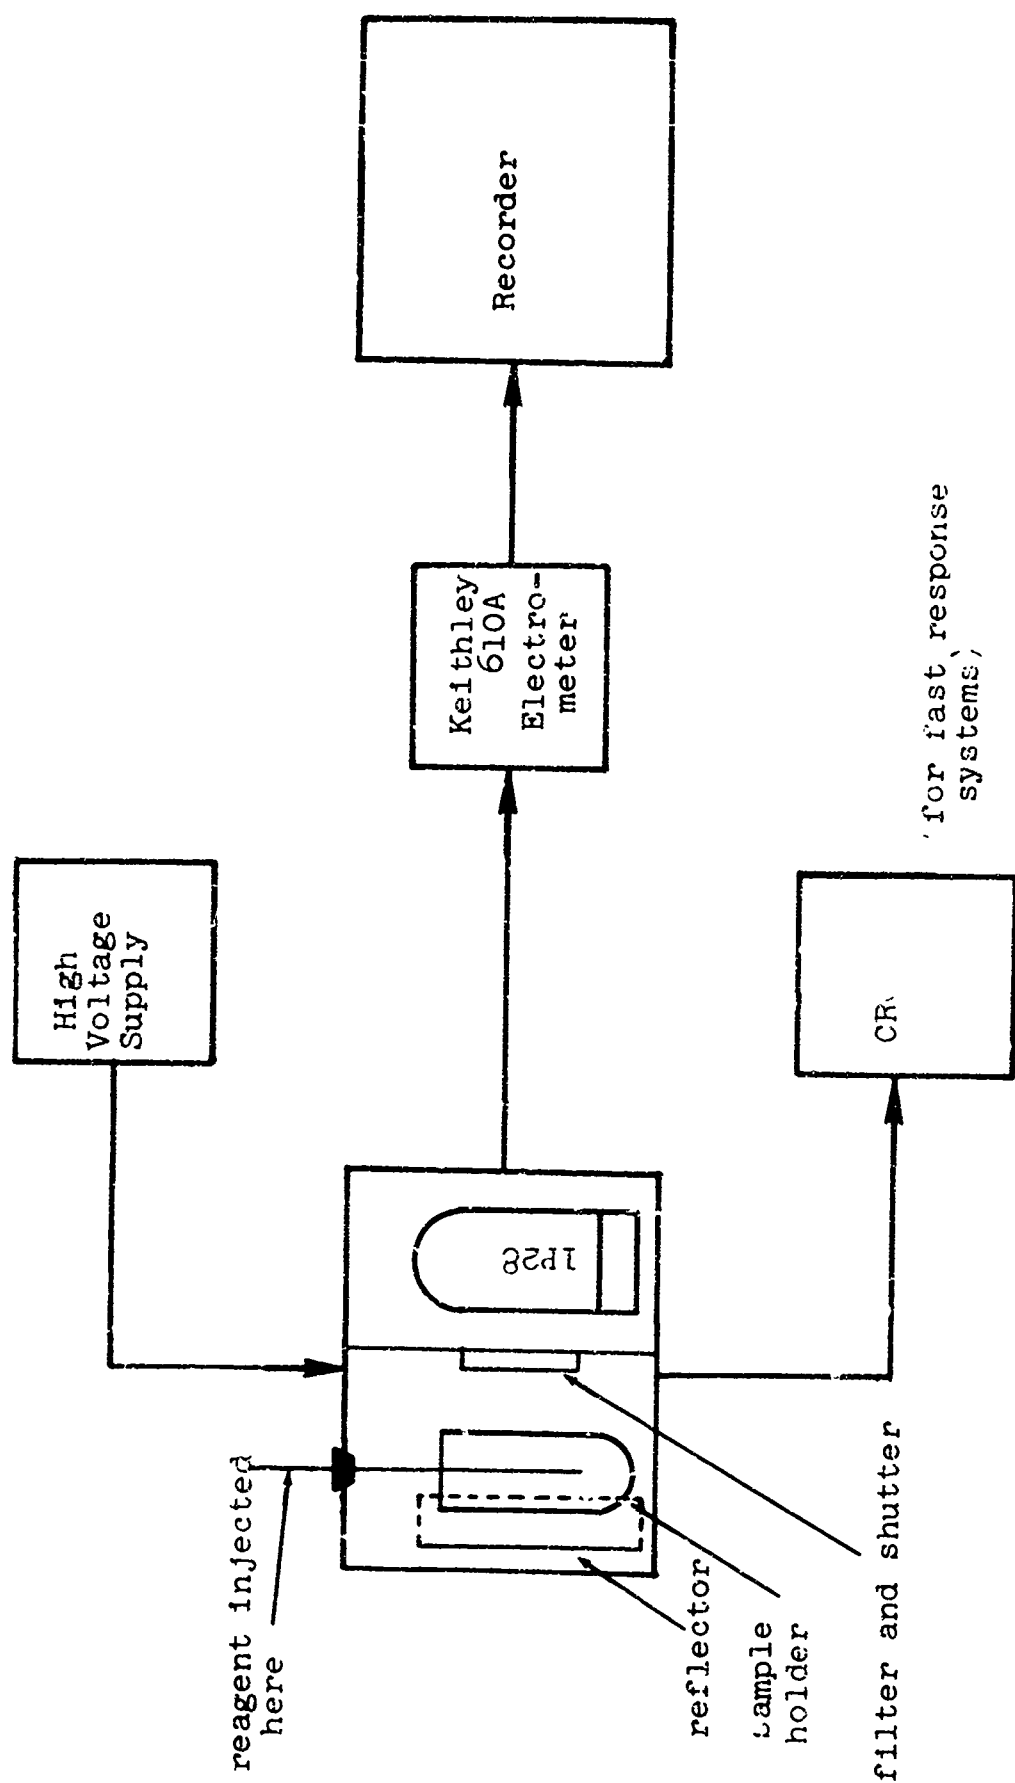 reagent injected
here
High
Voltage
Supply
1P28
Keithley
610A
Electro-
meter
Recorder
reflector
holder
filter and shutter
CR
for fast response
systems)